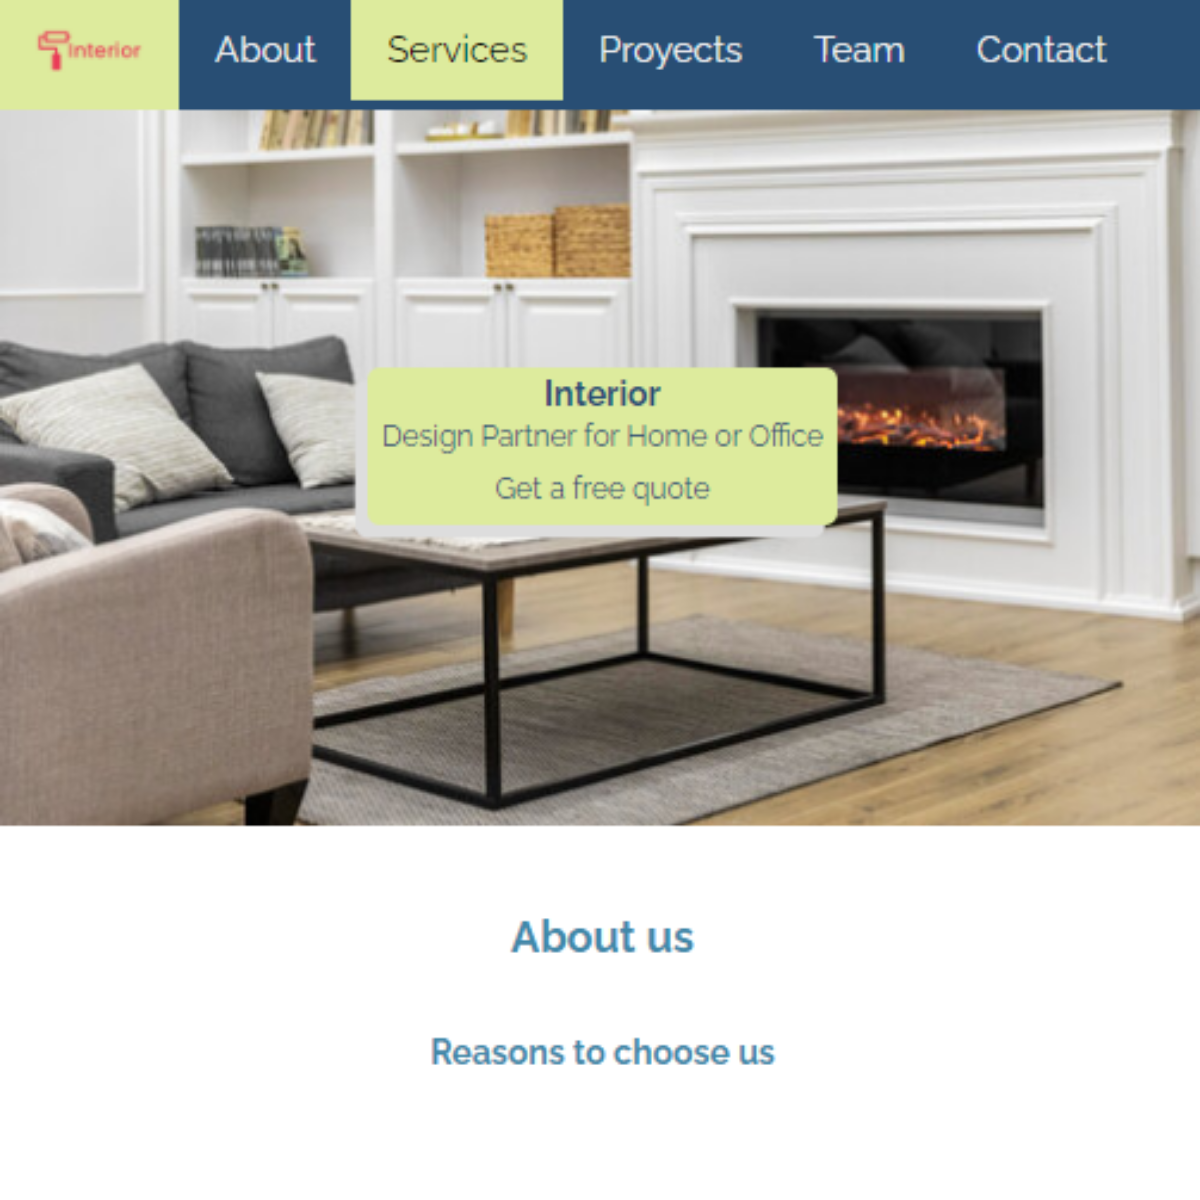 interior
About
Services
Proyects
Team
Contact
Interior
Design Partner for Home or Office
Get a free quote
About us
Reasons to choose us